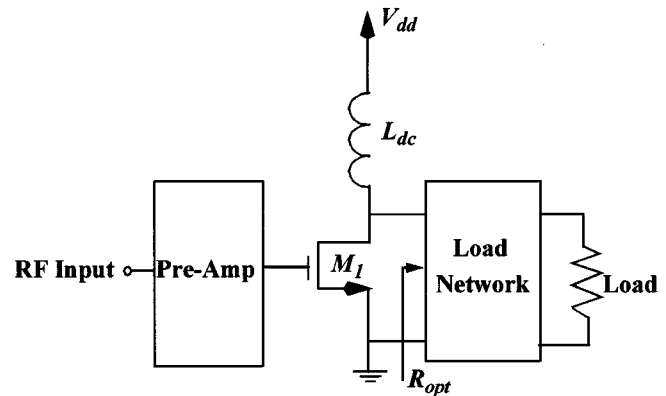 V_dd
L_dc
RF Input
Pre-Amp
M_1
Load
Network
Load
R_opt